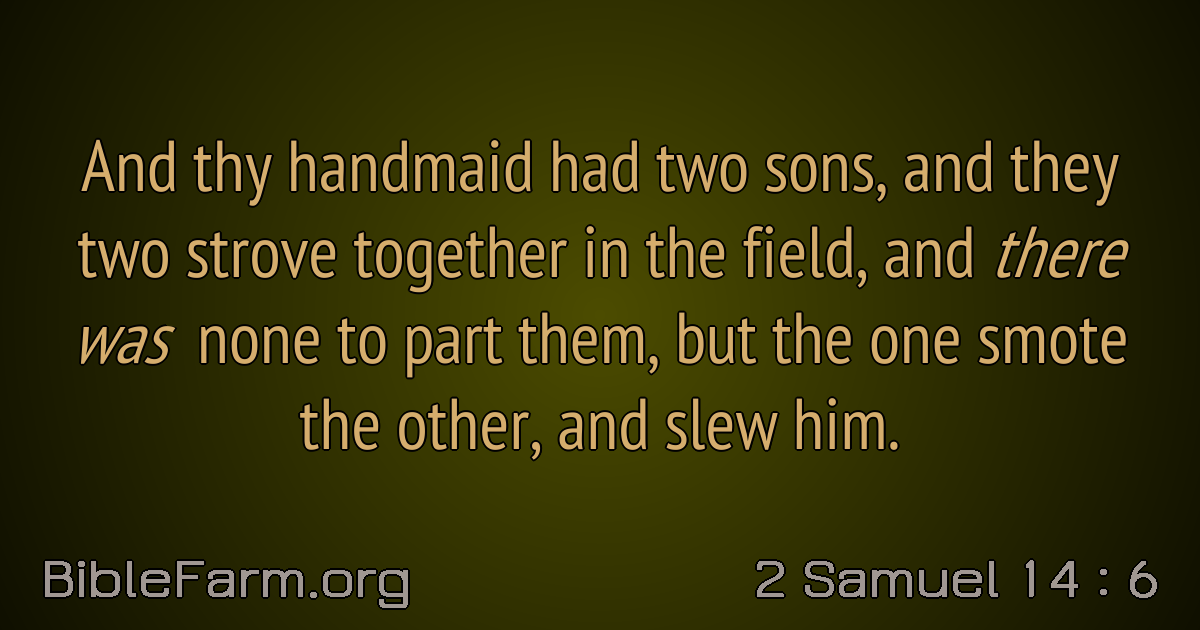 And thy handmaid had two sons, and they
two strove together in the field, and there
was none to part them, but the one smote
the other, and slew him.
BibleFarm.org
2 Samuel 14 : 6